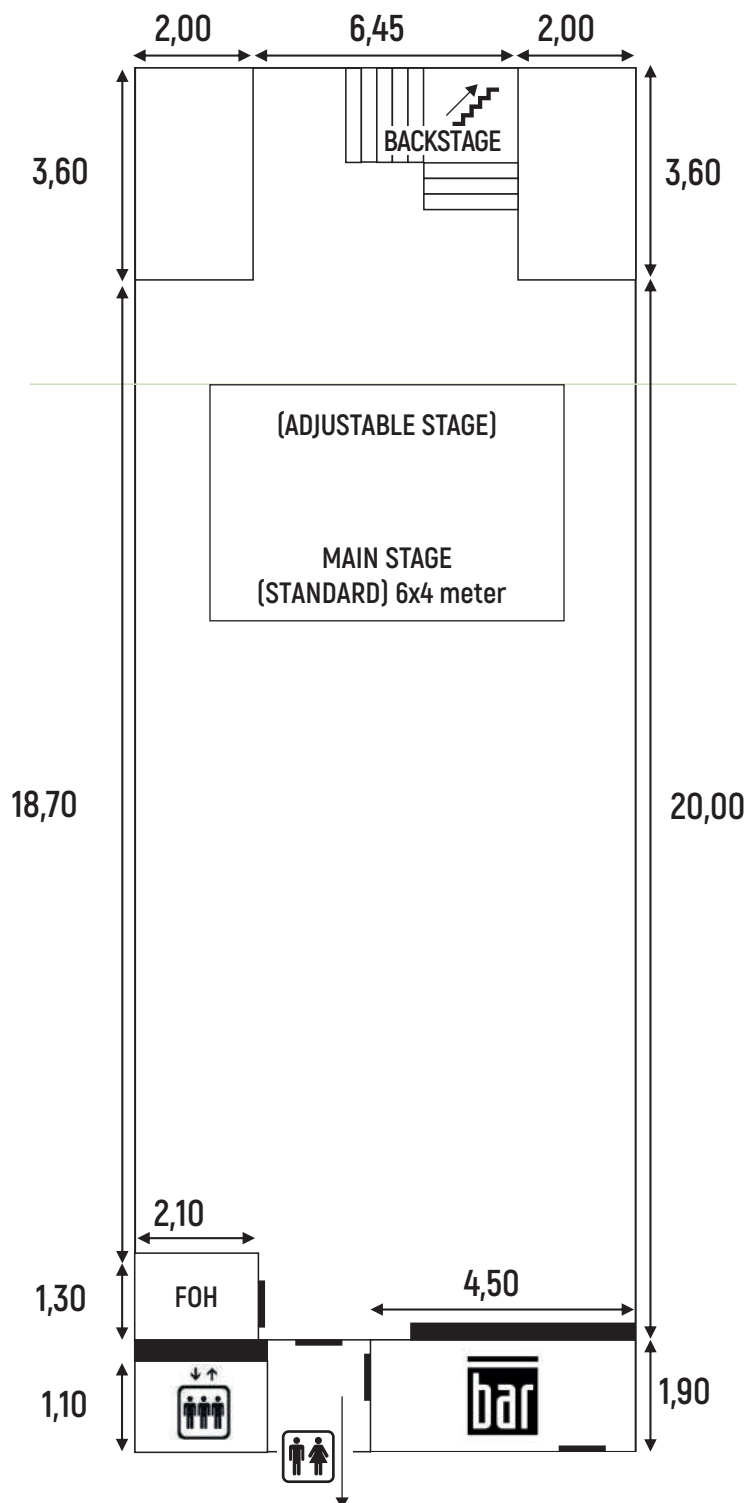 2,00 6,45 2,00
BACKSTAGE
3,60 3,60
(ADJUSTABLE STAGE)
MAIN STAGE
(STANDARD) 6x4 meter
18,70 20,00
2,10
1,30 FOH 4,50
1,10 bar 1,90